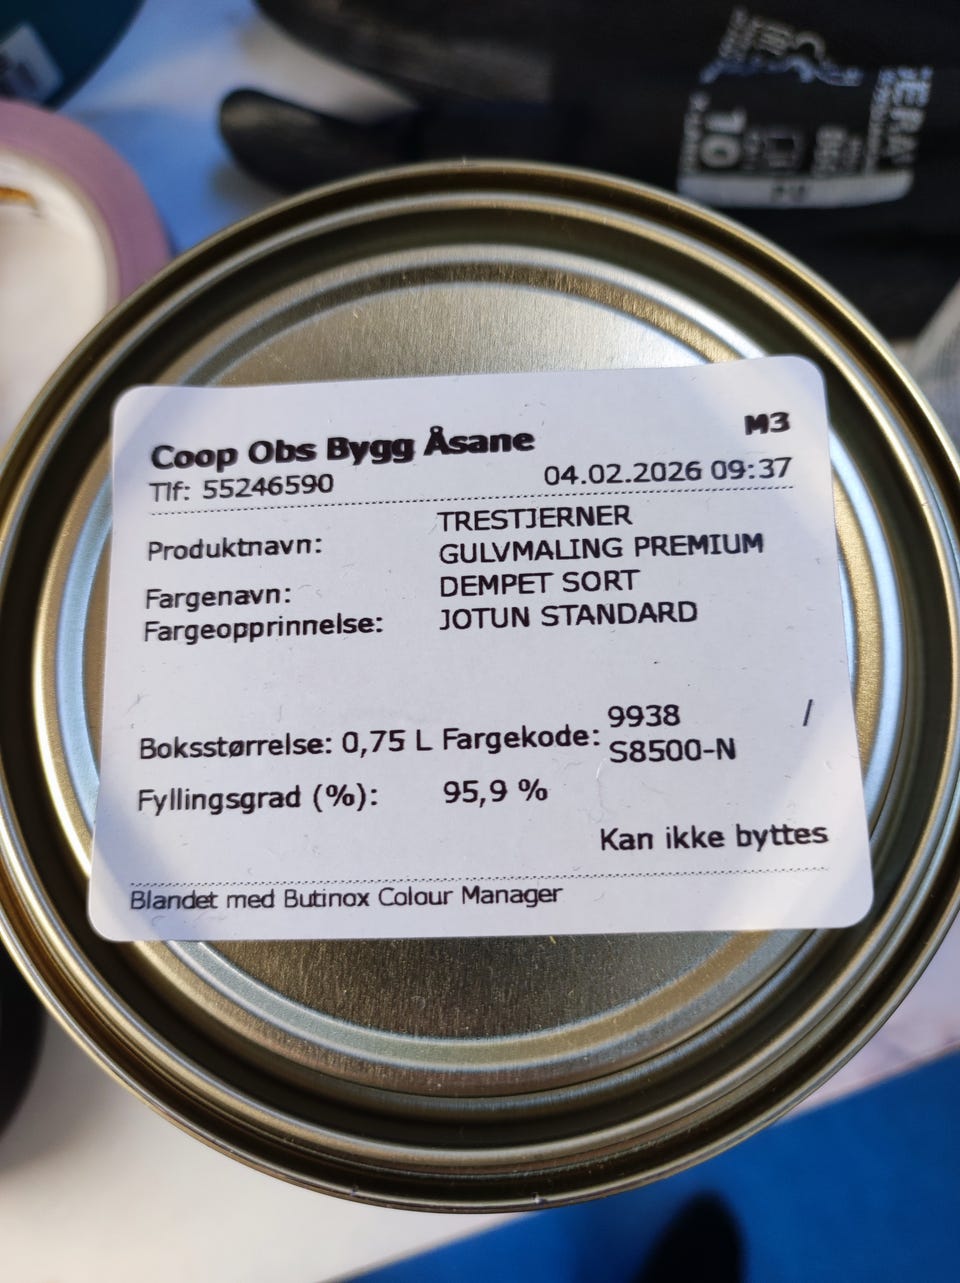 Coop Obs Bygg Åsane
M3
Tlf: 55246590
04.02.2026 09:37
Produktnavn:
TRESTJERNER
GULVMALING PREMIUM
Fargenavn:
DEMPET SORT
Fargeopprinnelse:
JOTUN STANDARD
Boksstørrelse: 0,75 L
Fargekode:
9938 /
S8500-N
Fyllingsgrad (%): 95,9 %
Kan ikke byttes
Blandet med Butinox Colour Manager
10